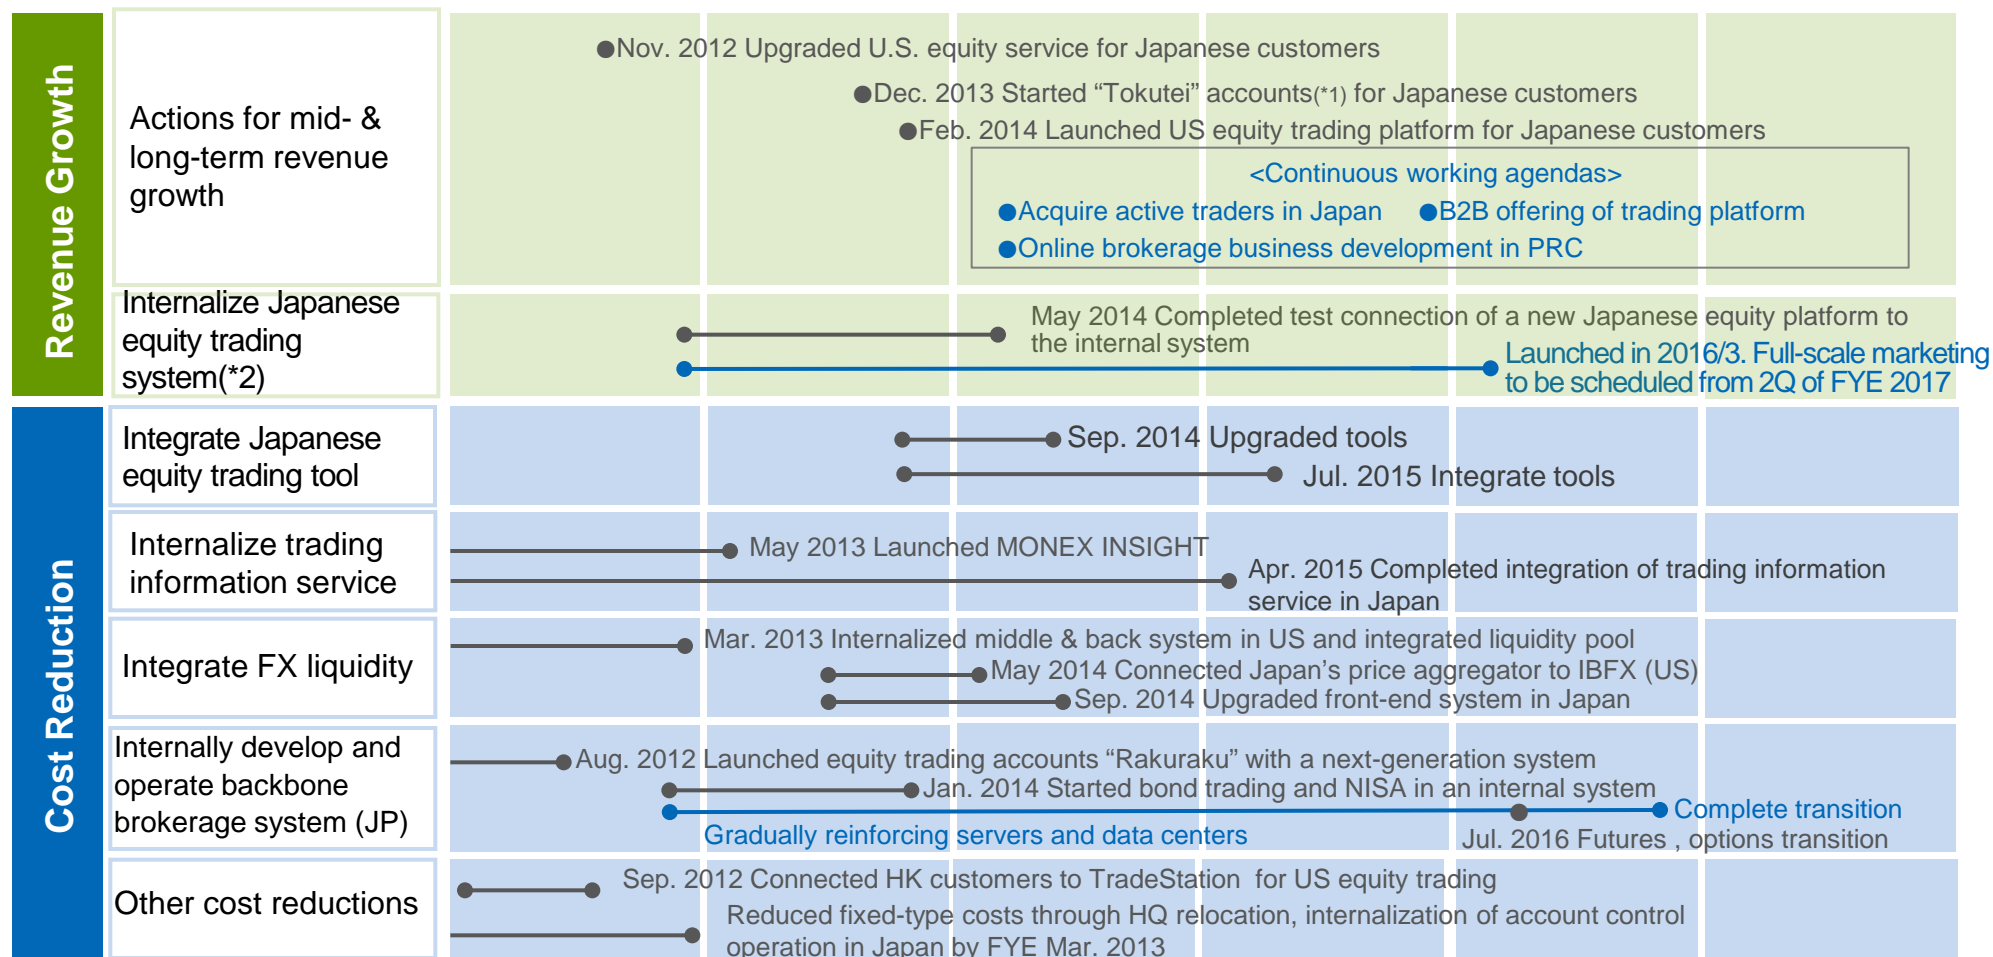 Revenue Growth
Actions for mid- &
long-term revenue
growth
●Nov. 2012 Upgraded U.S. equity service for Japanese customers
●Dec. 2013 Started “Tokutei” accounts(*1) for Japanese customers
●Feb. 2014 Launched US equity trading platform for Japanese customers
<Continuous working agendas>
●Acquire active traders in Japan ●B2B offering of trading platform
●Online brokerage business development in PRC
Internalize Japanese
equity trading
system(*2)
May 2014 Completed test connection of a new Japanese equity platform to
the internal system
Launched in 2016/3. Full-scale marketing
to be scheduled from 2Q of FYE 2017
Cost Reduction
Integrate Japanese
equity trading tool
Sep. 2014 Upgraded tools
Jul. 2015 Integrate tools
Internalize trading
information service
May 2013 Launched MONEX INSIGHT
Apr. 2015 Completed integration of trading information
service in Japan
Integrate FX liquidity
Mar. 2013 Internalized middle & back system in US and integrated liquidity pool
May 2014 Connected Japan’s price aggregator to IBFX (US)
Sep. 2014 Upgraded front-end system in Japan
Internally develop and
operate backbone
brokerage system (JP)
Aug. 2012 Launched equity trading accounts “Rakuraku” with a next-generation system
Jan. 2014 Started bond trading and NISA in an internal system
Complete transition
Gradually reinforcing servers and data centers
Jul. 2016 Futures , options transition
Other cost reductions
Sep. 2012 Connected HK customers to TradeStation for US equity trading
Reduced fixed-type costs through HQ relocation, internalization of account control
operation in Japan by FYE Mar. 2013